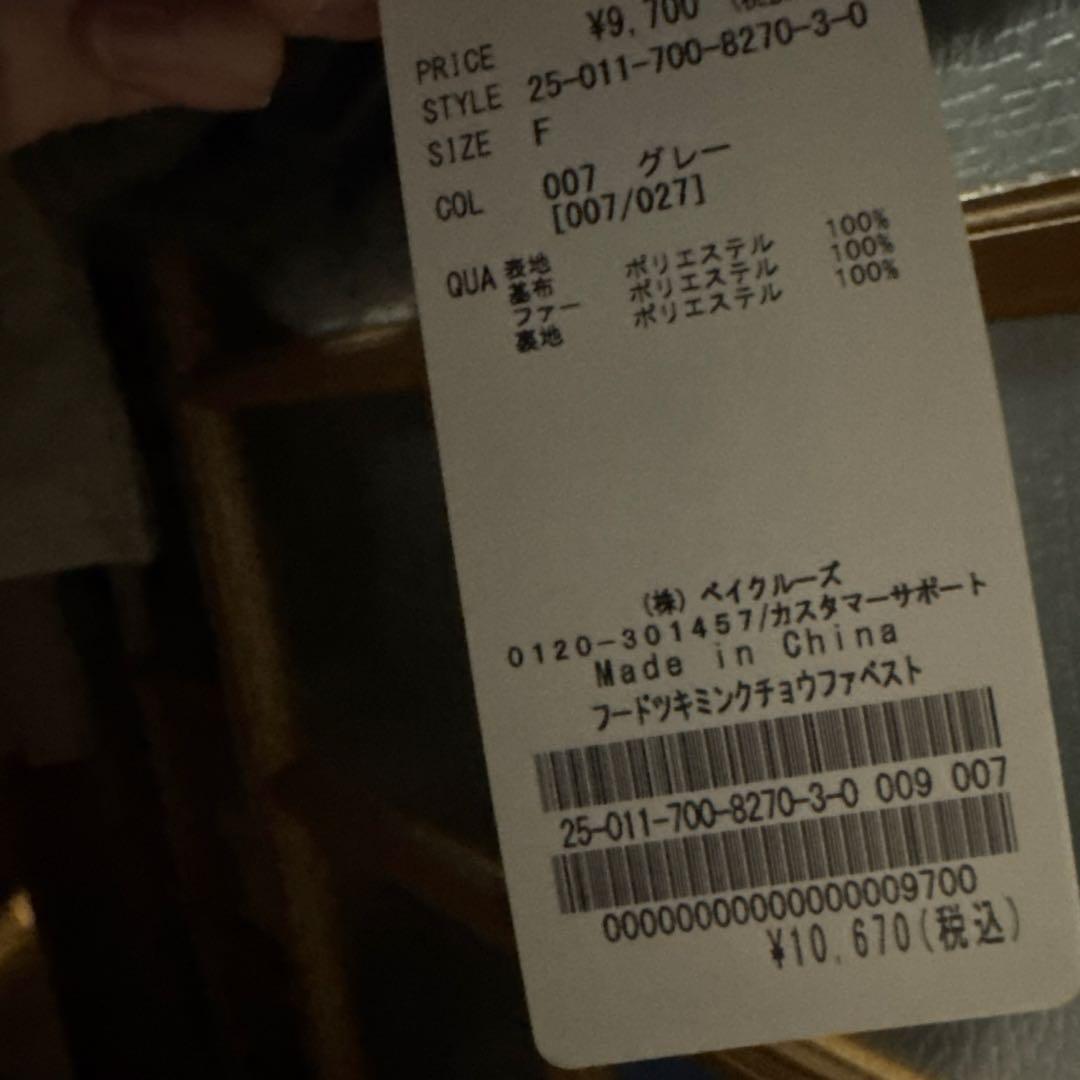 PRICE ¥9,700
STYLE 25-011-700-8270-3-0
SIZE F
COL 007 グレー
[007/027]
QUA 表地
基布 ポリエステル 100%
ファー ポリエステル 100%
裏地 ポリエステル 100%
(株) ベイクルーズ
0120-301457/カスタマーサポート
Made in China
フードツキミンクチョウファベスト
25-011-700-8270-3-0 009 007
0000000000000009700
¥10,670(税込)